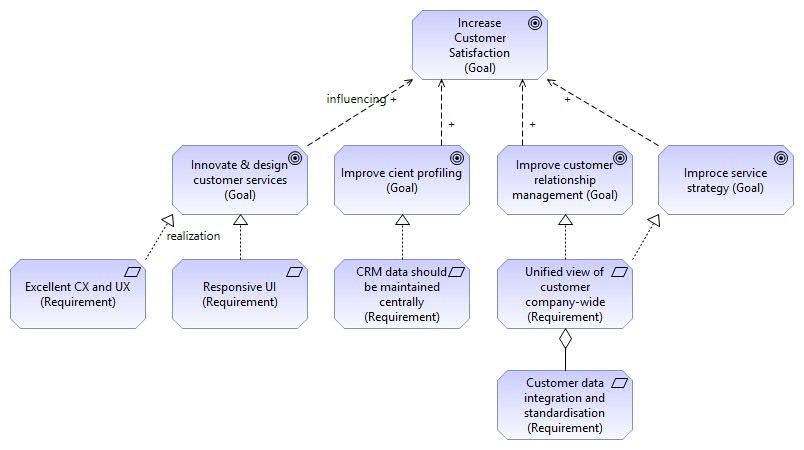 Increase
Customer
Satisfaction
(Goal)
influencing +
+
+
+
Innovate & design
customer services
(Goal)
Improve cient profiling
(Goal)
Improve customer
relationship
management (Goal)
Improce service
strategy (Goal)
realization
Excellent CX and UX
(Requirement)
Responsive UI
(Requirement)
CRM data should
be maintained
centrally
(Requirement)
Unified view of
customer
company-wide
(Requirement)
Customer data
integration and
standardisation
(Requirement)